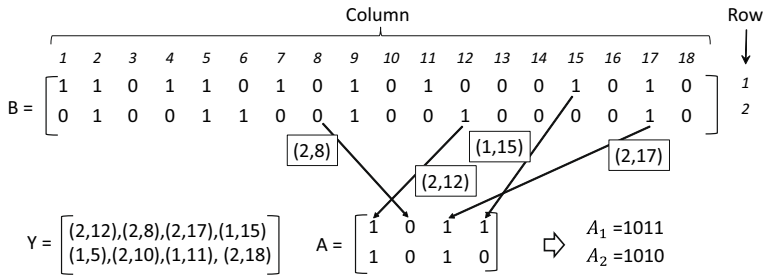 Column Row
1 2 3 4 5 6 7 8 9 10 11 12 13 14 15 16 17 18
B = 1 1 0 1 1 0 1 0 1 0 1 0 0 0 1 0 1 0 1
0 1 0 0 1 1 0 0 1 0 0 1 0 0 0 0 1 0 2
(2,8) (2,12) (1,15) (2,17)
Y = (2,12),(2,8),(2,17),(1,15)
(1,5),(2,10),(1,11), (2,18)
A = 1 0 1 1
1 0 1 0
A₁ =1011
A₂ =1010